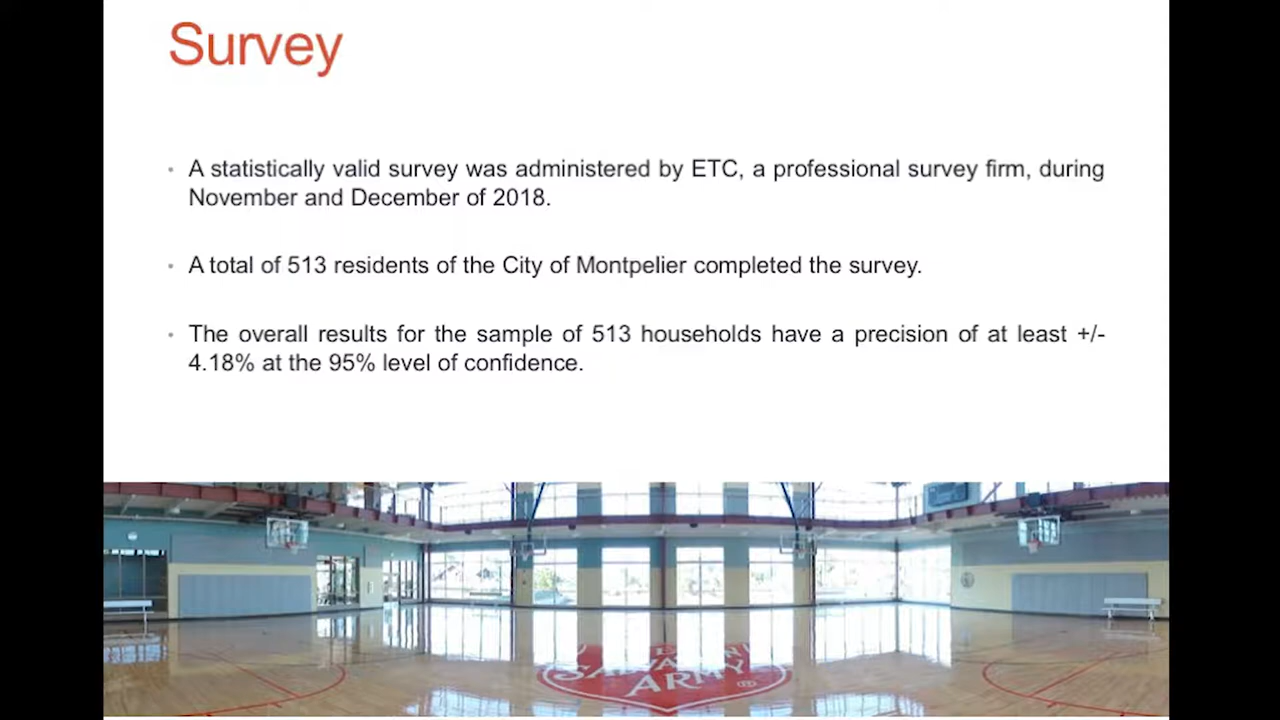 Survey
• A statistically valid survey was administered by ETC, a professional survey firm, during
November and December of 2018.
• A total of 513 residents of the City of Montpelier completed the survey.
• The overall results for the sample of 513 households have a precision of at least +/-
4.18% at the 95% level of confidence.
ARMY